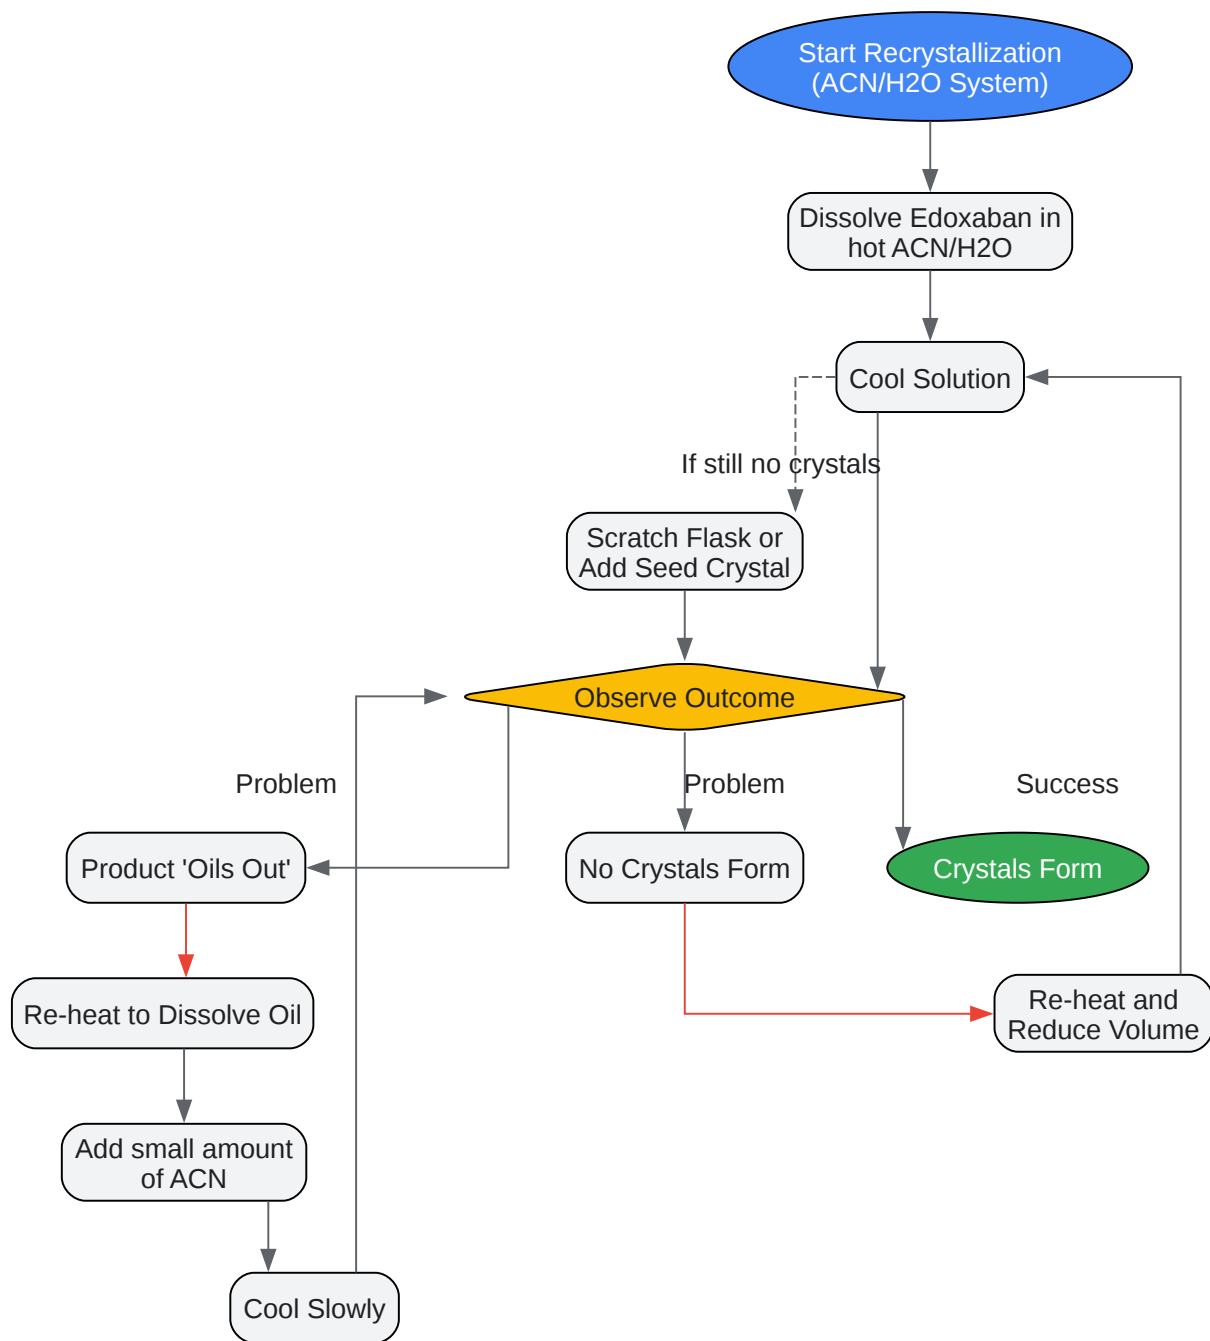 Start Recrystallization
(ACN/H2O System)
Dissolve Edoxaban in
hot ACN/H2O
Cool Solution
If still no crystals
Scratch Flask or
Add Seed Crystal
Observe Outcome
Problem
Problem
Success
Product 'Oils Out'
No Crystals Form
Crystals Form
Re-heat to Dissolve Oil
Re-heat and
Reduce Volume
Add small amount
of ACN
Cool Slowly